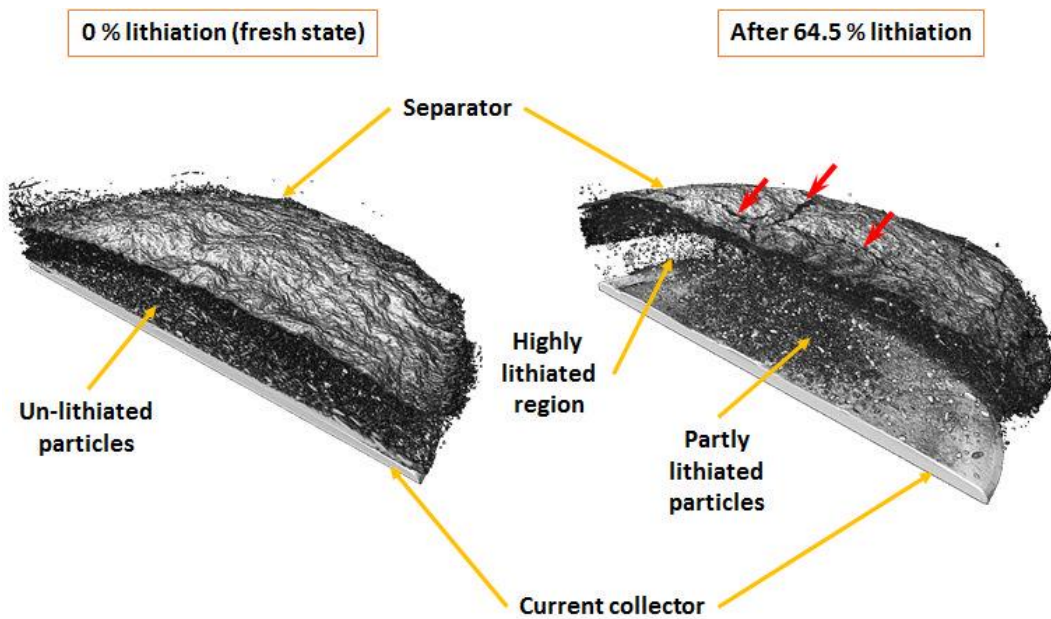 0 % lithiation (fresh state)
After 64.5 % lithiation
Separator
Un-lithiated
particles
Highly
lithiated
region
Partly
lithiated
particles
Current collector